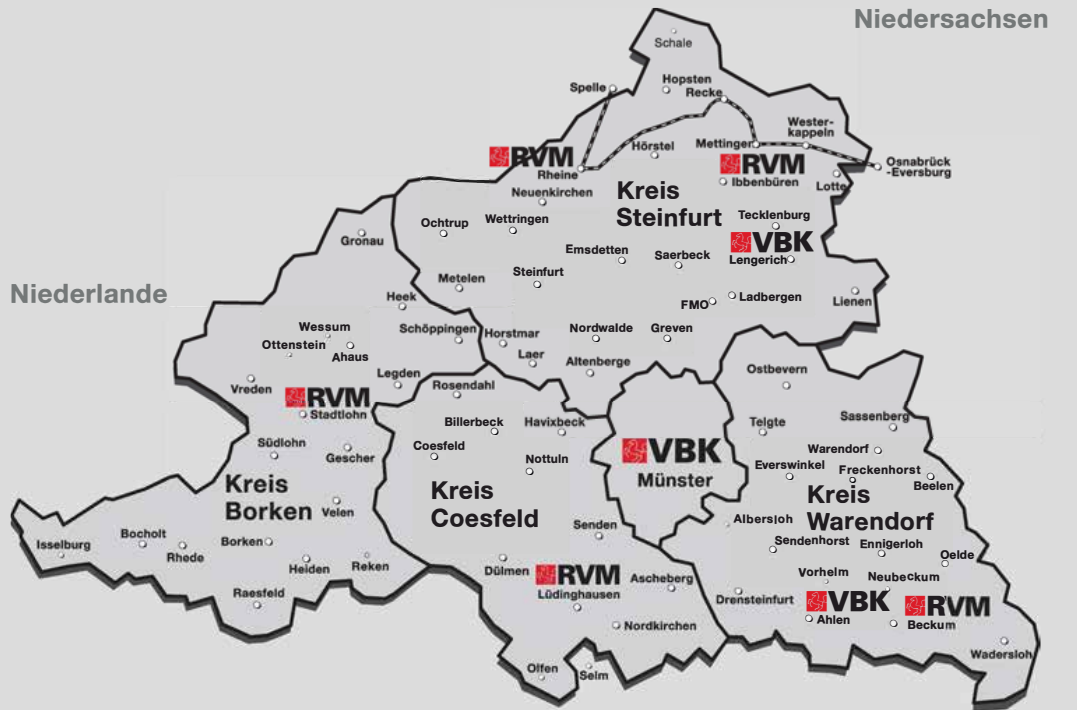 Niedersachsen
Schale
Spelle
Hopsten
Recke
Wester-
kappeln
Mettingen
Osnabrück
-Eversburg
Hörstel
RVM
Rheine
RVM
Ibbenbüren
Lotte
Neuenkirchen
Kreis
Steinfurt
Ochtrup
Wettringen
Tecklenburg
VBK
Lengerich
Gronau
Emsdetten
Saerbeck
Steinfurt
Metelen
Niederlande
Heek
FMO
Ladbergen
Lienen
Schöppingen
Wessum
Ottenstein
Ahaus
Horstmar
Nordwalde
Greven
Laer
Altenberge
Ostbevern
Vreden
Legden
Rosendahl
RVM
Stadtlohn
Billerbeck
Havixbeck
Telgte
Sassenberg
Südlohn
Gescher
Coesfeld
Nottuln
VBK
Münster
Warendorf
Everswinkel
Freckenhorst
Beelen
Kreis
Borken
Kreis
Coesfeld
Kreis
Warendorf
Velen
Senden
Albersloh
Sendenhorst
Ennigerloh
Oelde
Isselburg
Bocholt
Rhede
Borken
Heiden
Reken
Raesfeld
Dülmen
RVM
Lüdinghausen
Ascheberg
Vorhelm
Neubeckum
Drensteinfurt
VBK
Ahlen
RVM
Beckum
Nordkirchen
Olfen
Selm
Wadersloh